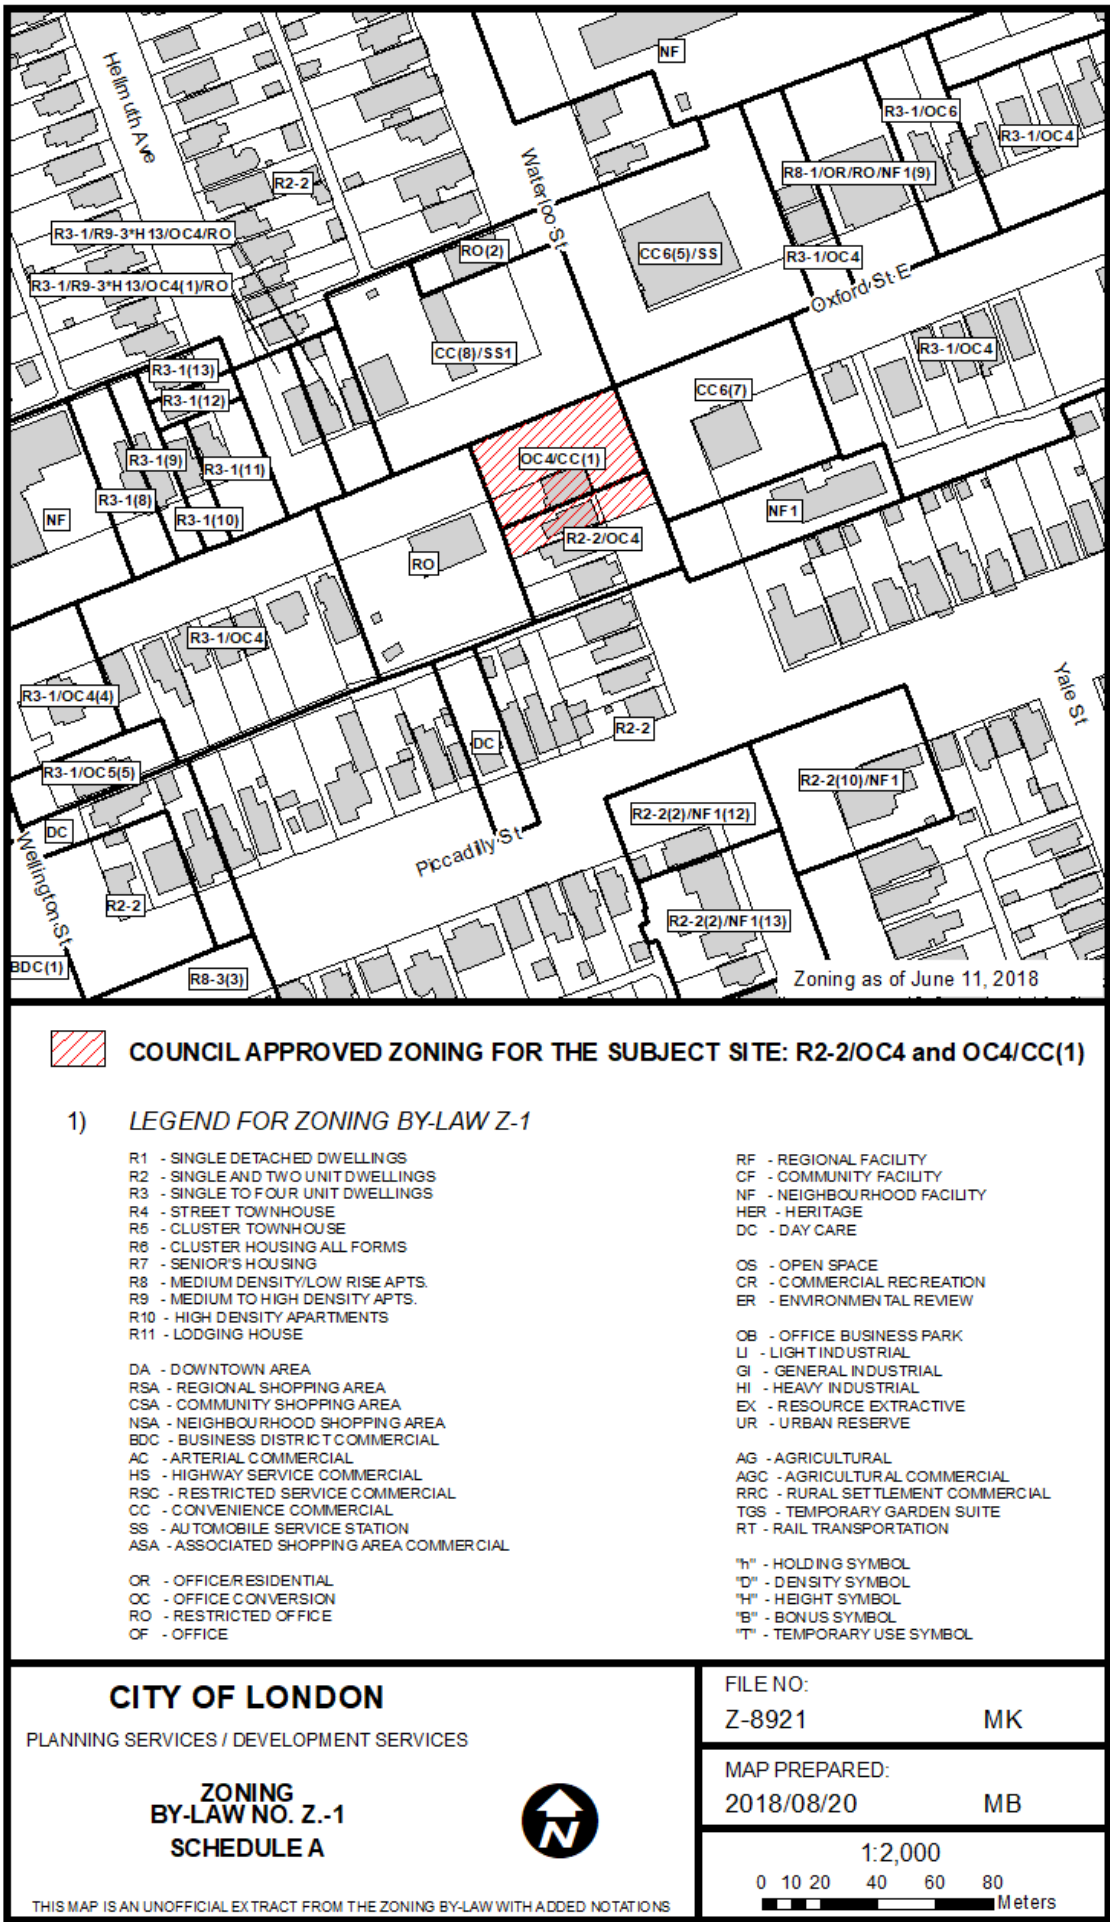 NF
Hellmuth Ave
R3-1/OC6
R3-1/OC4
Waterloo St
R8-1/OR/RO/NF1(9)
R2-2
R3-1/R9-3*H13/OC4/RO
RO(2)
CC6(5)/SS
R3-1/OC4
R3-1/R9-3*H13/OC4(1)/RO
Oxford St E
CC(8)/SS1
R3-1/OC4
R3-1(13)
CC6(7)
R3-1(12)
OC4/CC(1)
R3-1(9)
R3-1(11)
R3-1(8)
NF1
NF
R3-1(10)
R2-2/OC4
RO
R3-1/OC4
R3-1/OC4(4)
Yale St
R2-2
DC
R3-1/OC5(5)
R2-2(10)/NF1
R2-2(2)/NF1(12)
DC
Piccadilly St
Wellington St
R2-2
R2-2(2)/NF1(13)
BDC(1)
R8-3(3)
Zoning as of June 11, 2018
COUNCIL APPROVED ZONING FOR THE SUBJECT SITE: R2-2/OC4 and OC4/CC(1)
1) LEGEND FOR ZONING BY-LAW Z-1
R1 - SINGLE DETACHED DWELLINGS
R2 - SINGLE AND TWO UNIT DWELLINGS
R3 - SINGLE TO FOUR UNIT DWELLINGS
R4 - STREET TOWNHOUSE
R5 - CLUSTER TOWNHOUSE
R6 - CLUSTER HOUSING ALL FORMS
R7 - SENIOR'S HOUSING
R8 - MEDIUM DENSITY/LOW RISE APTS.
R9 - MEDIUM TO HIGH DENSITY APTS.
R10 - HIGH DENSITY APARTMENTS
R11 - LODGING HOUSE
DA - DOWNTOWN AREA
RSA - REGIONAL SHOPPING AREA
CSA - COMMUNITY SHOPPING AREA
NSA - NEIGHBOURHOOD SHOPPING AREA
BDC - BUSINESS DISTRICT COMMERCIAL
AC - ARTERIAL COMMERCIAL
HS - HIGHWAY SERVICE COMMERCIAL
RSC - RESTRICTED SERVICE COMMERCIAL
CC - CONVENIENCE COMMERCIAL
SS - AUTOMOBILE SERVICE STATION
ASA - ASSOCIATED SHOPPING AREA COMMERCIAL
OR - OFFICE/RESIDENTIAL
OC - OFFICE CONVERSION
RO - RESTRICTED OFFICE
OF - OFFICE
RF - REGIONAL FACILITY
CF - COMMUNITY FACILITY
NF - NEIGHBOURHOOD FACILITY
HER - HERITAGE
DC - DAY CARE
OS - OPEN SPACE
CR - COMMERCIAL RECREATION
ER - ENVIRONMENTAL REVIEW
OB - OFFICE BUSINESS PARK
LI - LIGHT INDUSTRIAL
GI - GENERAL INDUSTRIAL
HI - HEAVY INDUSTRIAL
EX - RESOURCE EXTRACTIVE
UR - URBAN RESERVE
AG - AGRICULTURAL
AGC - AGRICULTURAL COMMERCIAL
RRC - RURAL SETTLEMENT COMMERCIAL
TGS - TEMPORARY GARDEN SUITE
RT - RAIL TRANSPORTATION
"h" - HOLDING SYMBOL
"D" - DENSITY SYMBOL
"H" - HEIGHT SYMBOL
"B" - BONUS SYMBOL
"T" - TEMPORARY USE SYMBOL
CITY OF LONDON
PLANNING SERVICES / DEVELOPMENT SERVICES
ZONING
BY-LAW NO. Z.-1
SCHEDULE A
N
THIS MAP IS AN UNOFFICIAL EXTRACT FROM THE ZONING BY-LAW WITH ADDED NOTATIONS
FILE NO:
Z-8921 MK
MAP PREPARED:
2018/08/20 MB
1:2,000
0 10 20 40 60 80
Meters